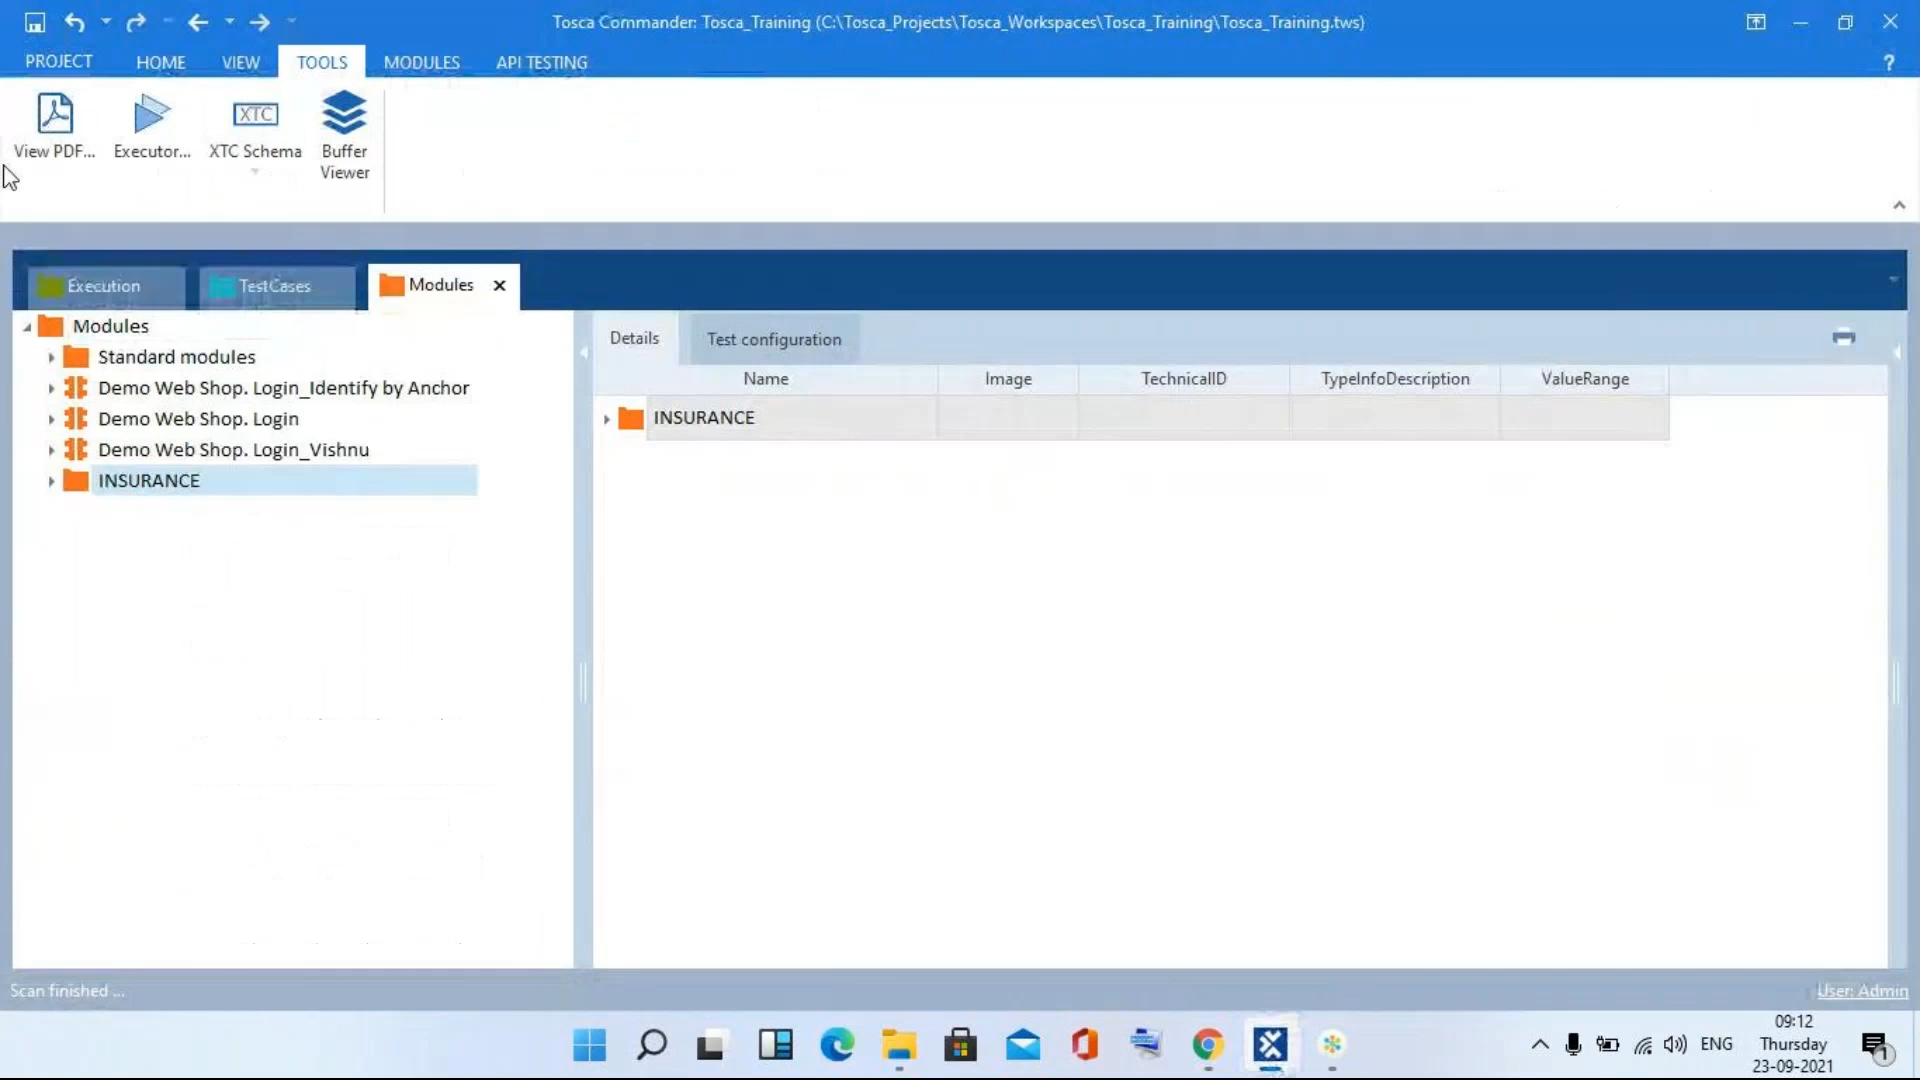 Tosca Commander: Tosca_Training (C:\Tosca_Projects\Tosca_Workspaces\Tosca_Training\Tosca_Training.tws)
PROJECT HOME VIEW TOOLS MODULES API TESTING ?
XTC
View PDF... Executor... XTC Schema Buffer Viewer
Execution TestCases Modules
Modules
Standard modules
Demo Web Shop. Login_Identify by Anchor
Demo Web Shop. Login
Demo Web Shop. Login_Vishnu
INSURANCE
Details Test configuration
Name Image TechnicalID TypeInfoDescription ValueRange
INSURANCE
Scan finished ... User: Admin
ENG
09:12
Thursday
23-09-2021
1